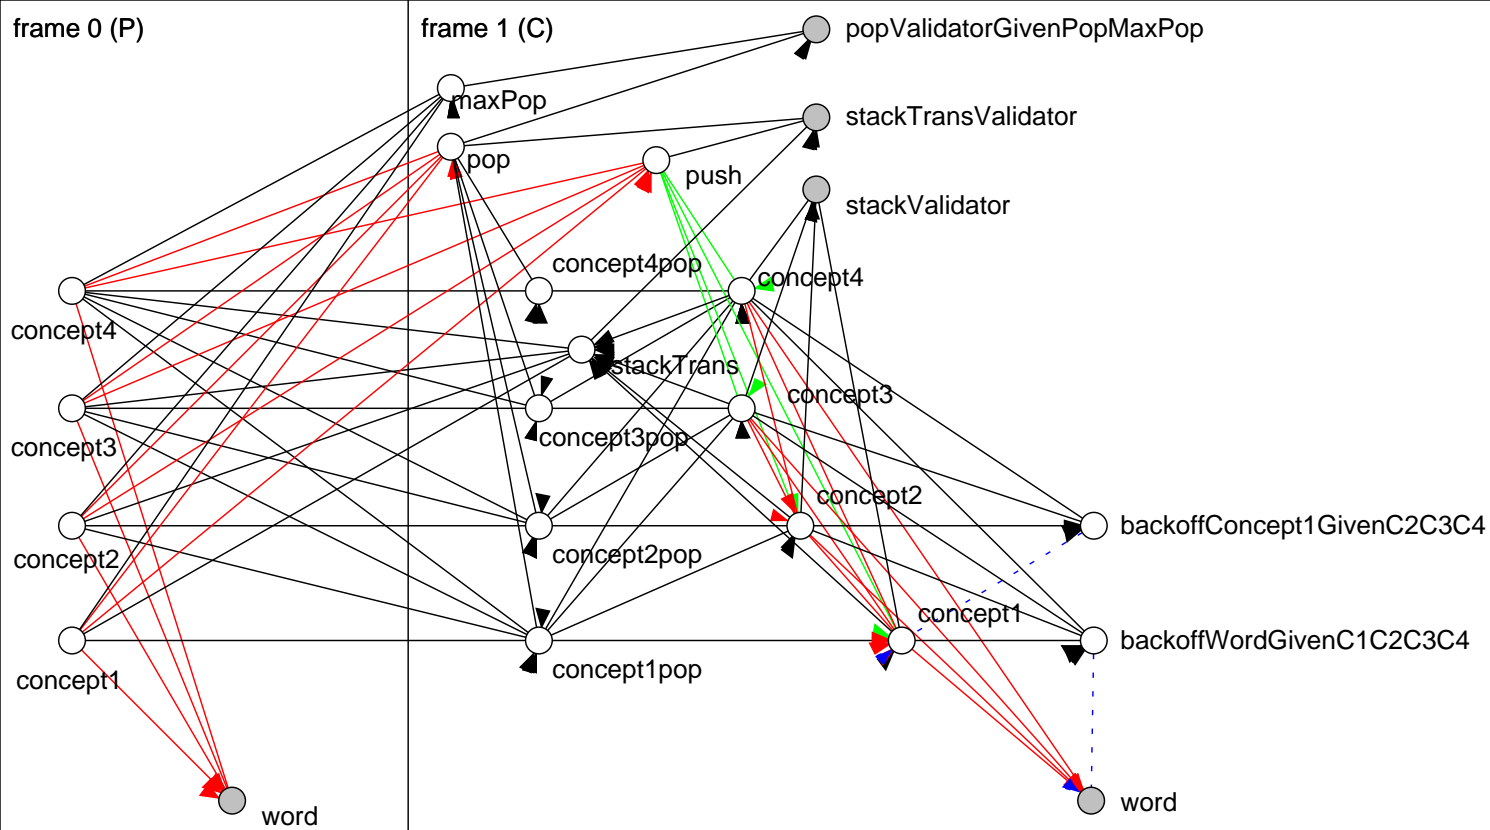 frame 0 (P)
frame 1 (C)
popValidatorGivenPopMaxPop
maxPop
stackTransValidator
pop
push
stackValidator
concept4pop
concept4
concept4
stackTrans
concept3
concept3
concept3pop
concept2
backoffConcept1GivenC2C3C4
concept2
concept2pop
concept1
backoffWordGivenC1C2C3C4
concept1
concept1pop
word
word